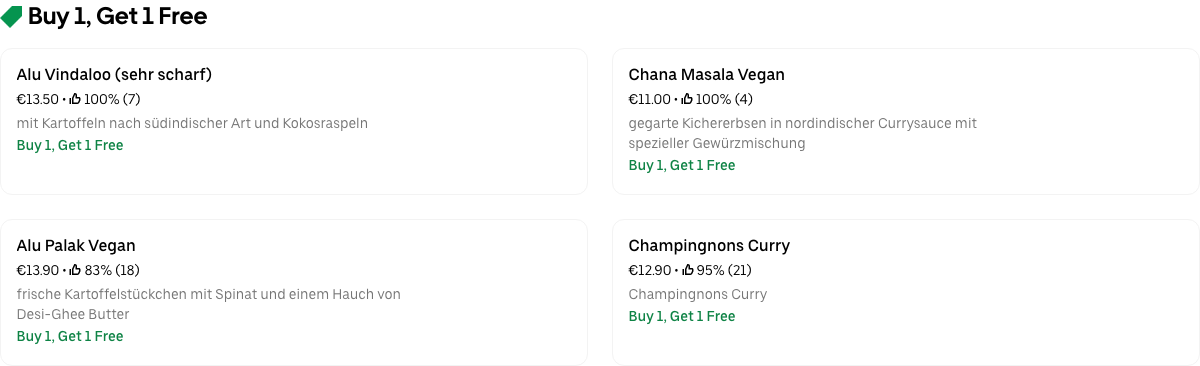 Buy 1, Get 1 Free
Alu Vindaloo (sehr scharf)
€13.50 • 100% (7)
mit Kartoffeln nach südindischer Art und Kokosraspeln
Buy 1, Get 1 Free
Chana Masala Vegan
€11.00 • 100% (4)
gegarte Kichererbsen in nordindischer Currysauce mit
spezieller Gewürzmischung
Buy 1, Get 1 Free
Alu Palak Vegan
€13.90 • 83% (18)
frische Kartoffelstückchen mit Spinat und einem Hauch von
Desi-Ghee Butter
Buy 1, Get 1 Free
Champingnons Curry
€12.90 • 95% (21)
Champingnons Curry
Buy 1, Get 1 Free